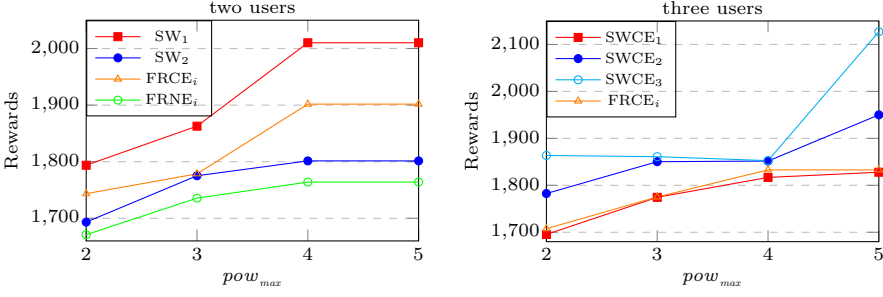 two users
Rewards
2,000
1,900
1,800
1,700
SW1
SW2
FRCEi
FRNEi
2 3 4 5
pow_max
three users
Rewards
2,100
2,000
1,900
1,800
1,700
SWCE1
SWCE2
SWCE3
FRCEi
2 3 4 5
pow_max